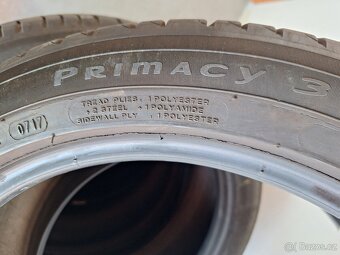 PRIMACY 3
0717
TREAD PLIES: 1 POLYESTER
+ 2 STEEL + 1 POLYAMIDE
SIDEWALL PLY: 1 POLYESTER
bazos.cz